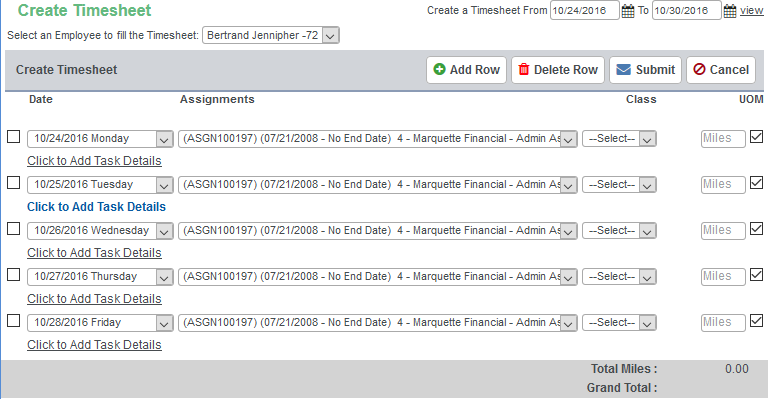 Create Timesheet
Create a Timesheet From 10/24/2016 To 10/30/2016 view
Select an Employee to fill the Timesheet: Bertrand Jennipher -72
Create Timesheet Add Row Delete Row Submit Cancel
Date Assignments Class UOM
10/24/2016 Monday (ASGN100197) (07/21/2008 - No End Date) 4 - Marquette Financial - Admin As --Select-- Miles
Click to Add Task Details
10/25/2016 Tuesday (ASGN100197) (07/21/2008 - No End Date) 4 - Marquette Financial - Admin As --Select-- Miles
Click to Add Task Details
10/26/2016 Wednesday (ASGN100197) (07/21/2008 - No End Date) 4 - Marquette Financial - Admin As --Select-- Miles
Click to Add Task Details
10/27/2016 Thursday (ASGN100197) (07/21/2008 - No End Date) 4 - Marquette Financial - Admin As --Select-- Miles
Click to Add Task Details
10/28/2016 Friday (ASGN100197) (07/21/2008 - No End Date) 4 - Marquette Financial - Admin As --Select-- Miles
Click to Add Task Details
Total Miles : 0.00
Grand Total :